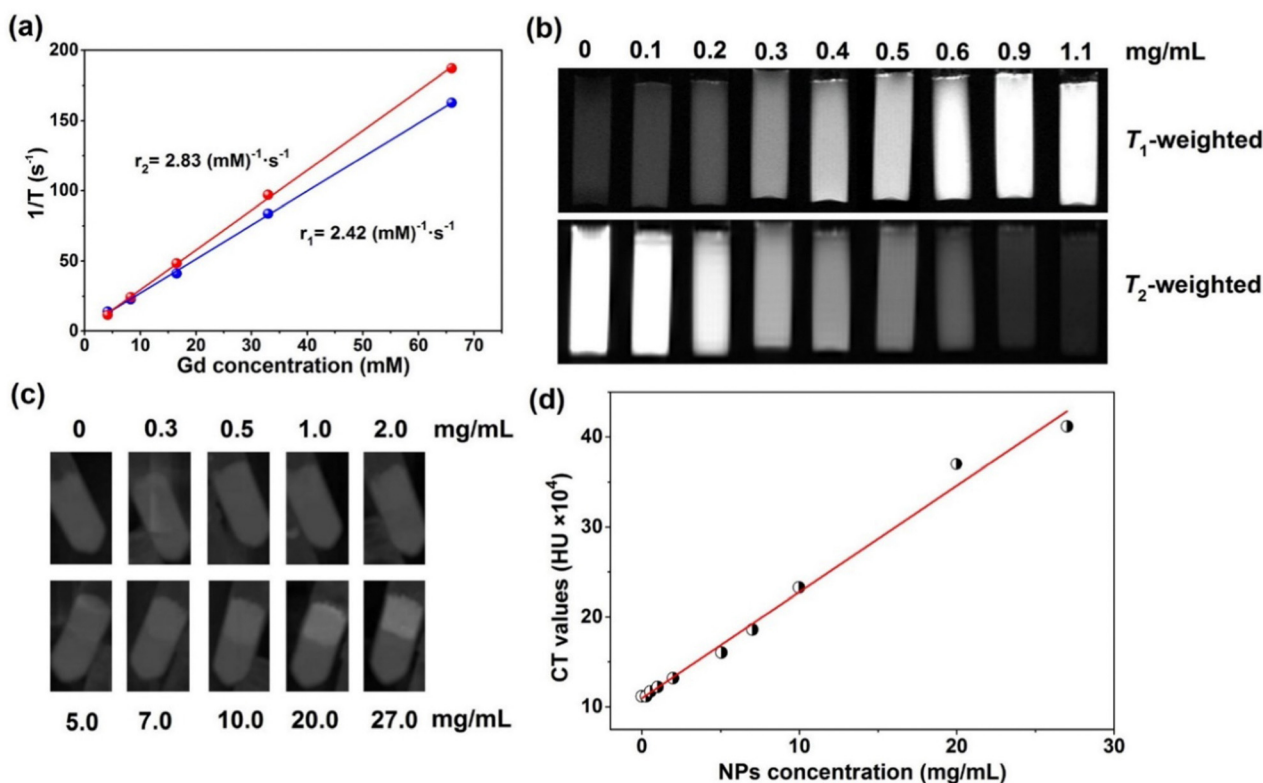 (a)
200
150
100
50
0
1/T (s⁻¹)
r₂= 2.83 (mM)⁻¹·s⁻¹
r₁= 2.42 (mM)⁻¹·s⁻¹
0 10 20 30 40 50 60 70
Gd concentration (mM)
(b)
0 0.1 0.2 0.3 0.4 0.5 0.6 0.9 1.1 mg/mL
T₁-weighted
T₂-weighted
(c)
0 0.3 0.5 1.0 2.0 mg/mL
5.0 7.0 10.0 20.0 27.0 mg/mL
(d)
40
30
20
10
CT values (HU ×10⁴)
0 10 20 30
NPs concentration (mg/mL)